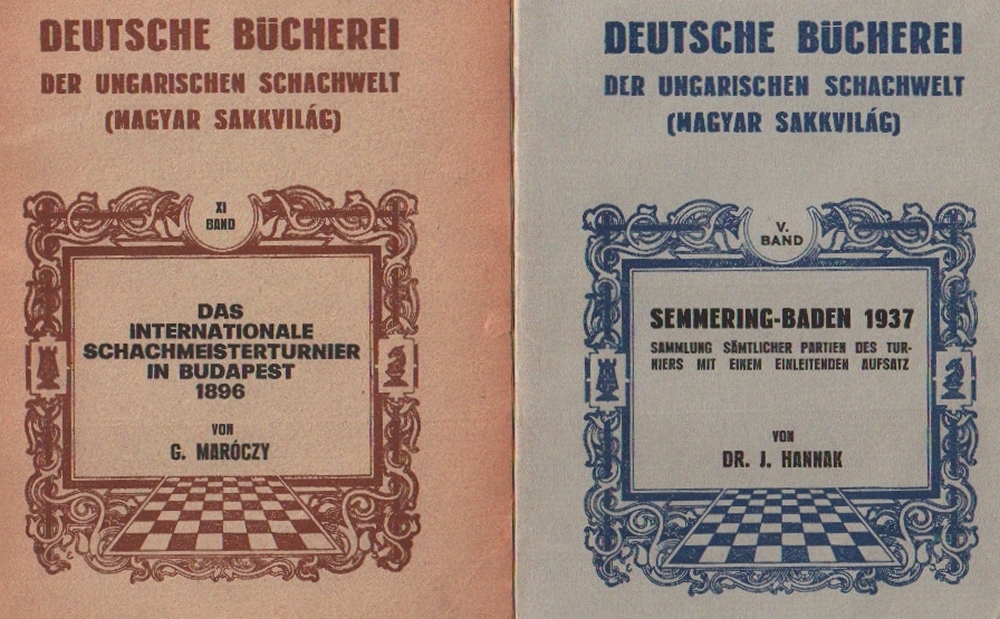 DEUTSCHE BÜCHEREI
DER UNGARISCHEN SCHACHWELT
(MAGYAR SAKKVILÁG)
XI
BAND
DAS
INTERNATIONALE
SCHACHMEISTERTURNIER
IN BUDAPEST
1896
VON
G. MARÓCZY
DEUTSCHE BÜCHEREI
DER UNGARISCHEN SCHACHWELT
(MAGYAR SAKKVILÁG)
V.
BAND
SEMMERING-BADEN 1937
SAMMLUNG SÄMTLICHER PARTIEN DES TUR-
NIERS MIT EINEM EINLEITENDEN AUFSATZ
VON
DR. J. HANNAK